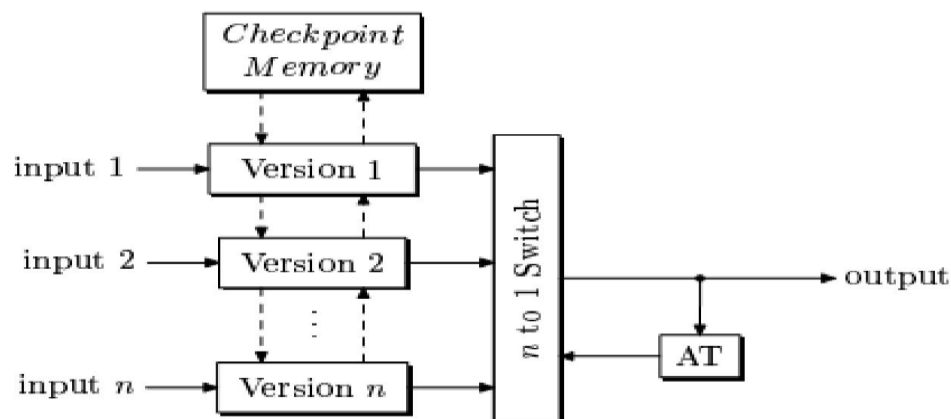 Checkpoint
Memory
input 1
Version 1
input 2
Version 2
⋮
input n
Version n
n to 1 Switch
output
AT